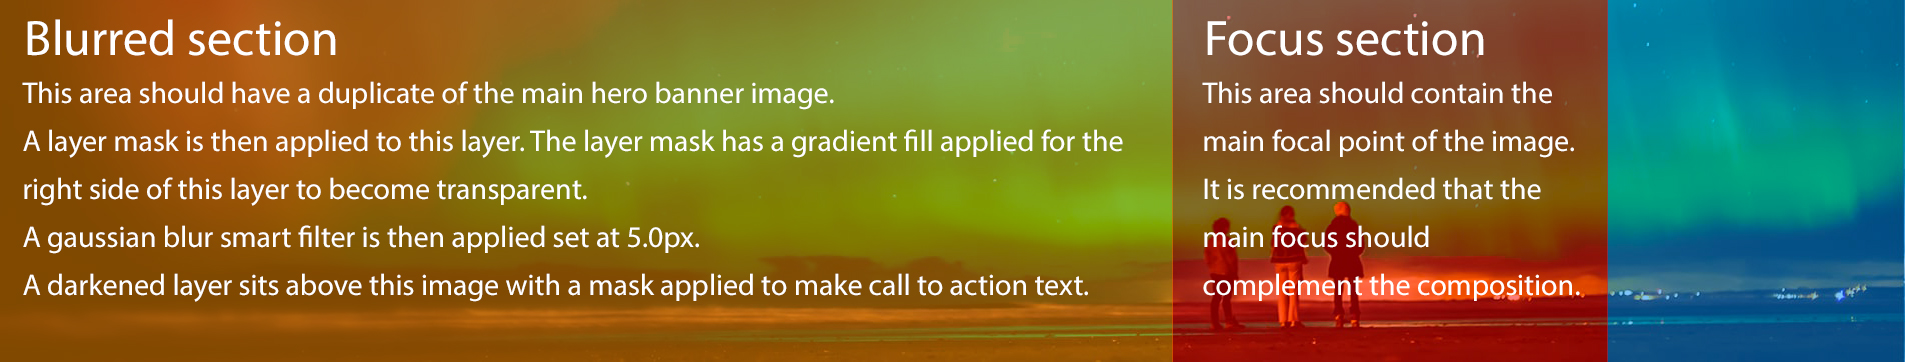 Blurred section
This area should have a duplicate of the main hero banner image.
A layer mask is then applied to this layer. The layer mask has a gradient fill applied for the
right side of this layer to become transparent.
A gaussian blur smart filter is then applied set at 5.0px.
A darkened layer sits above this image with a mask applied to make call to action text.
Focus section
This area should contain the
main focal point of the image.
It is recommended that the
main focus should
complement the composition.